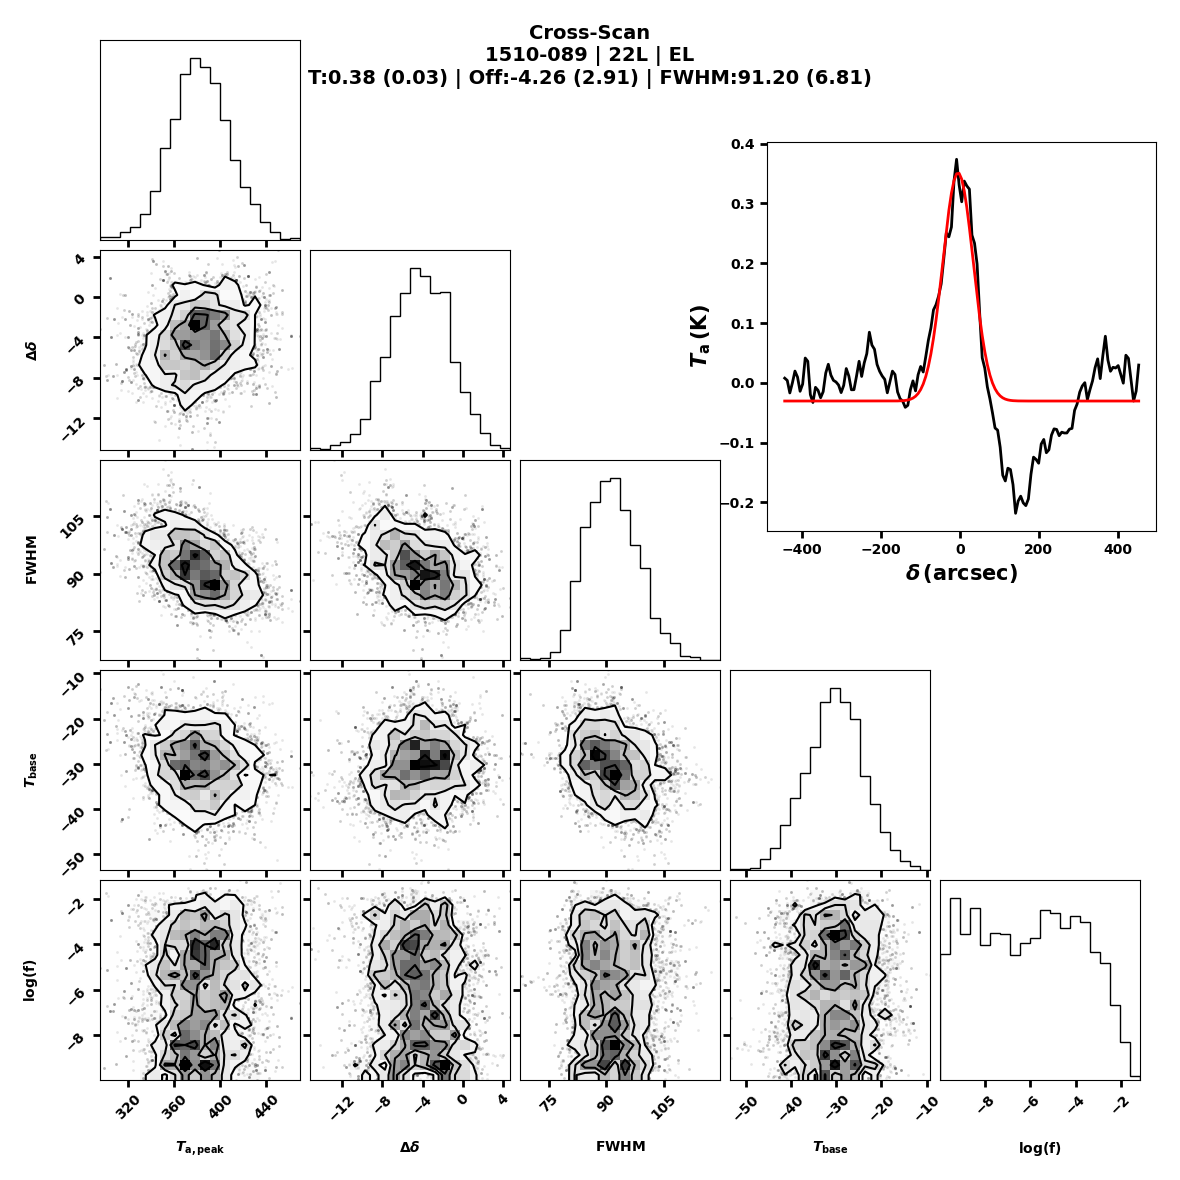 Cross-Scan
1510-089 | 22L | EL
T:0.38 (0.03) | Off:-4.26 (2.91) | FWHM:91.20 (6.81)
0.4
0.3
0.2
0.1
0.0
−0.1
−0.2
T_a (K)
−400 −200 0 200 400
δ (arcsec)
4
0
−4
−8
−12
Δδ
105
90
75
FWHM
−10
−20
−30
−40
−50
T_base
−2
−4
−6
−8
log(f)
320 360 400 440 −12 −8 −4 0 4 75 90 105 −50 −40 −30 −20 −10 −8 −6 −4 −2
T_a,peak Δδ FWHM T_base log(f)